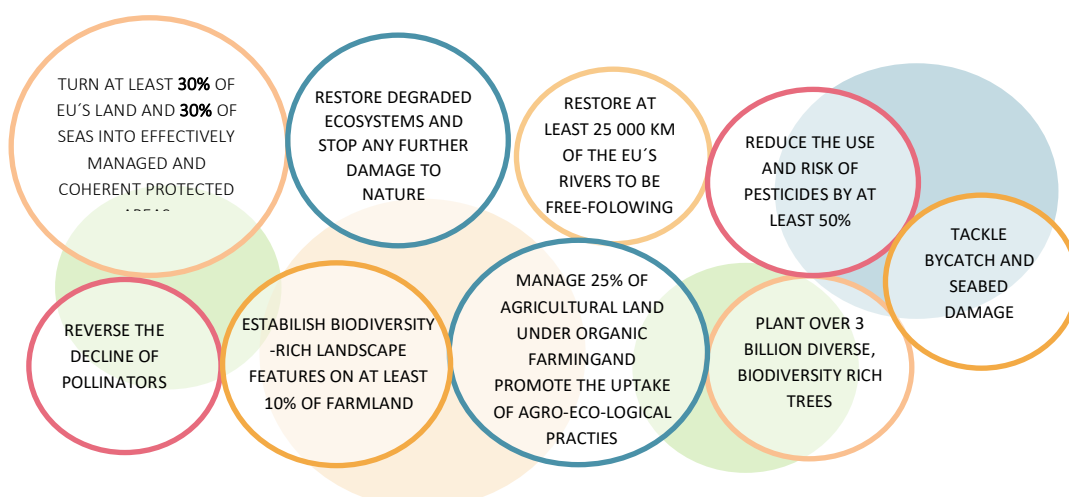 TURN AT LEAST 30% OF
EU´S LAND AND 30% OF
SEAS INTO EFFECTIVELY
MANAGED AND
COHERENT PROTECTED
AREAS
RESTORE DEGRADED
ECOSYSTEMS AND
STOP ANY FURTHER
DAMAGE TO
NATURE
RESTORE AT
LEAST 25 000 KM
OF THE EU´S
RIVERS TO BE
FREE-FOLOWING
REDUCE THE USE
AND RISK OF
PESTICIDES BY AT
LEAST 50%
TACKLE
BYCATCH AND
SEABED
DAMAGE
REVERSE THE
DECLINE OF
POLLINATORS
ESTABILISH BIODIVERSITY
-RICH LANDSCAPE
FEATURES ON AT LEAST
10% OF FARMLAND
MANAGE 25% OF
AGRICULTURAL LAND
UNDER ORGANIC
FARMINGAND
PROMOTE THE UPTAKE
OF AGRO-ECO-LOGICAL
PRACTIES
PLANT OVER 3
BILLION DIVERSE,
BIODIVERSITY RICH
TREES